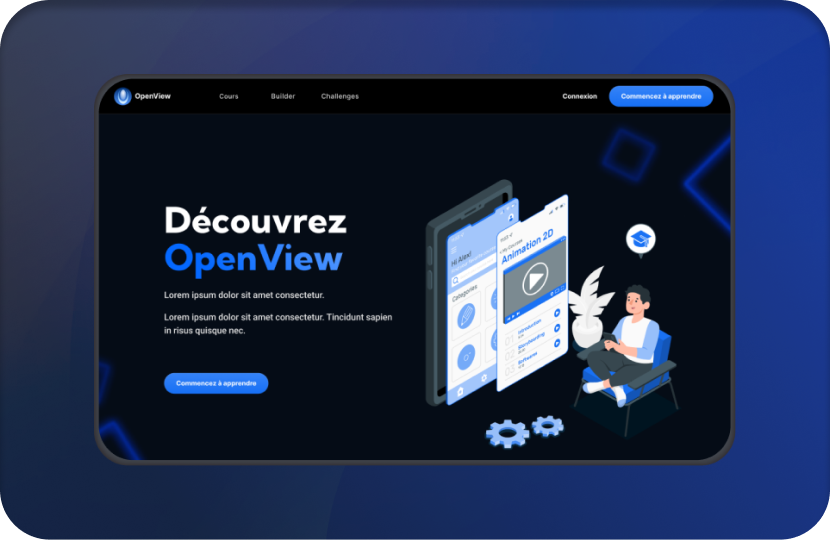 OpenView
Cours
Builder
Challenges
Connexion
Commencez à apprendre
Découvrez
OpenView
Lorem ipsum dolor sit amet consectetur.
Lorem ipsum dolor sit amet consectetur. Tincidunt sapien
in risus quisque nec.
Commencez à apprendre
Hi Alex!
Categories
Animation 2D
Introduction
Storyboarding
Softwares